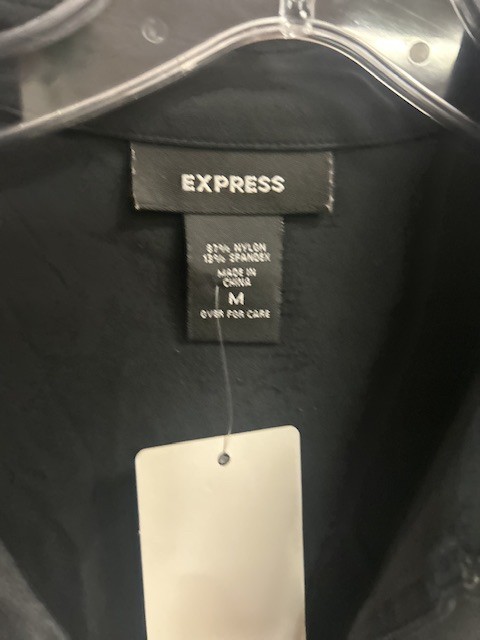 EXPRESS
87% NYLON
13% SPANDEX
MADE IN
CHINA
M
OVER FOR CARE